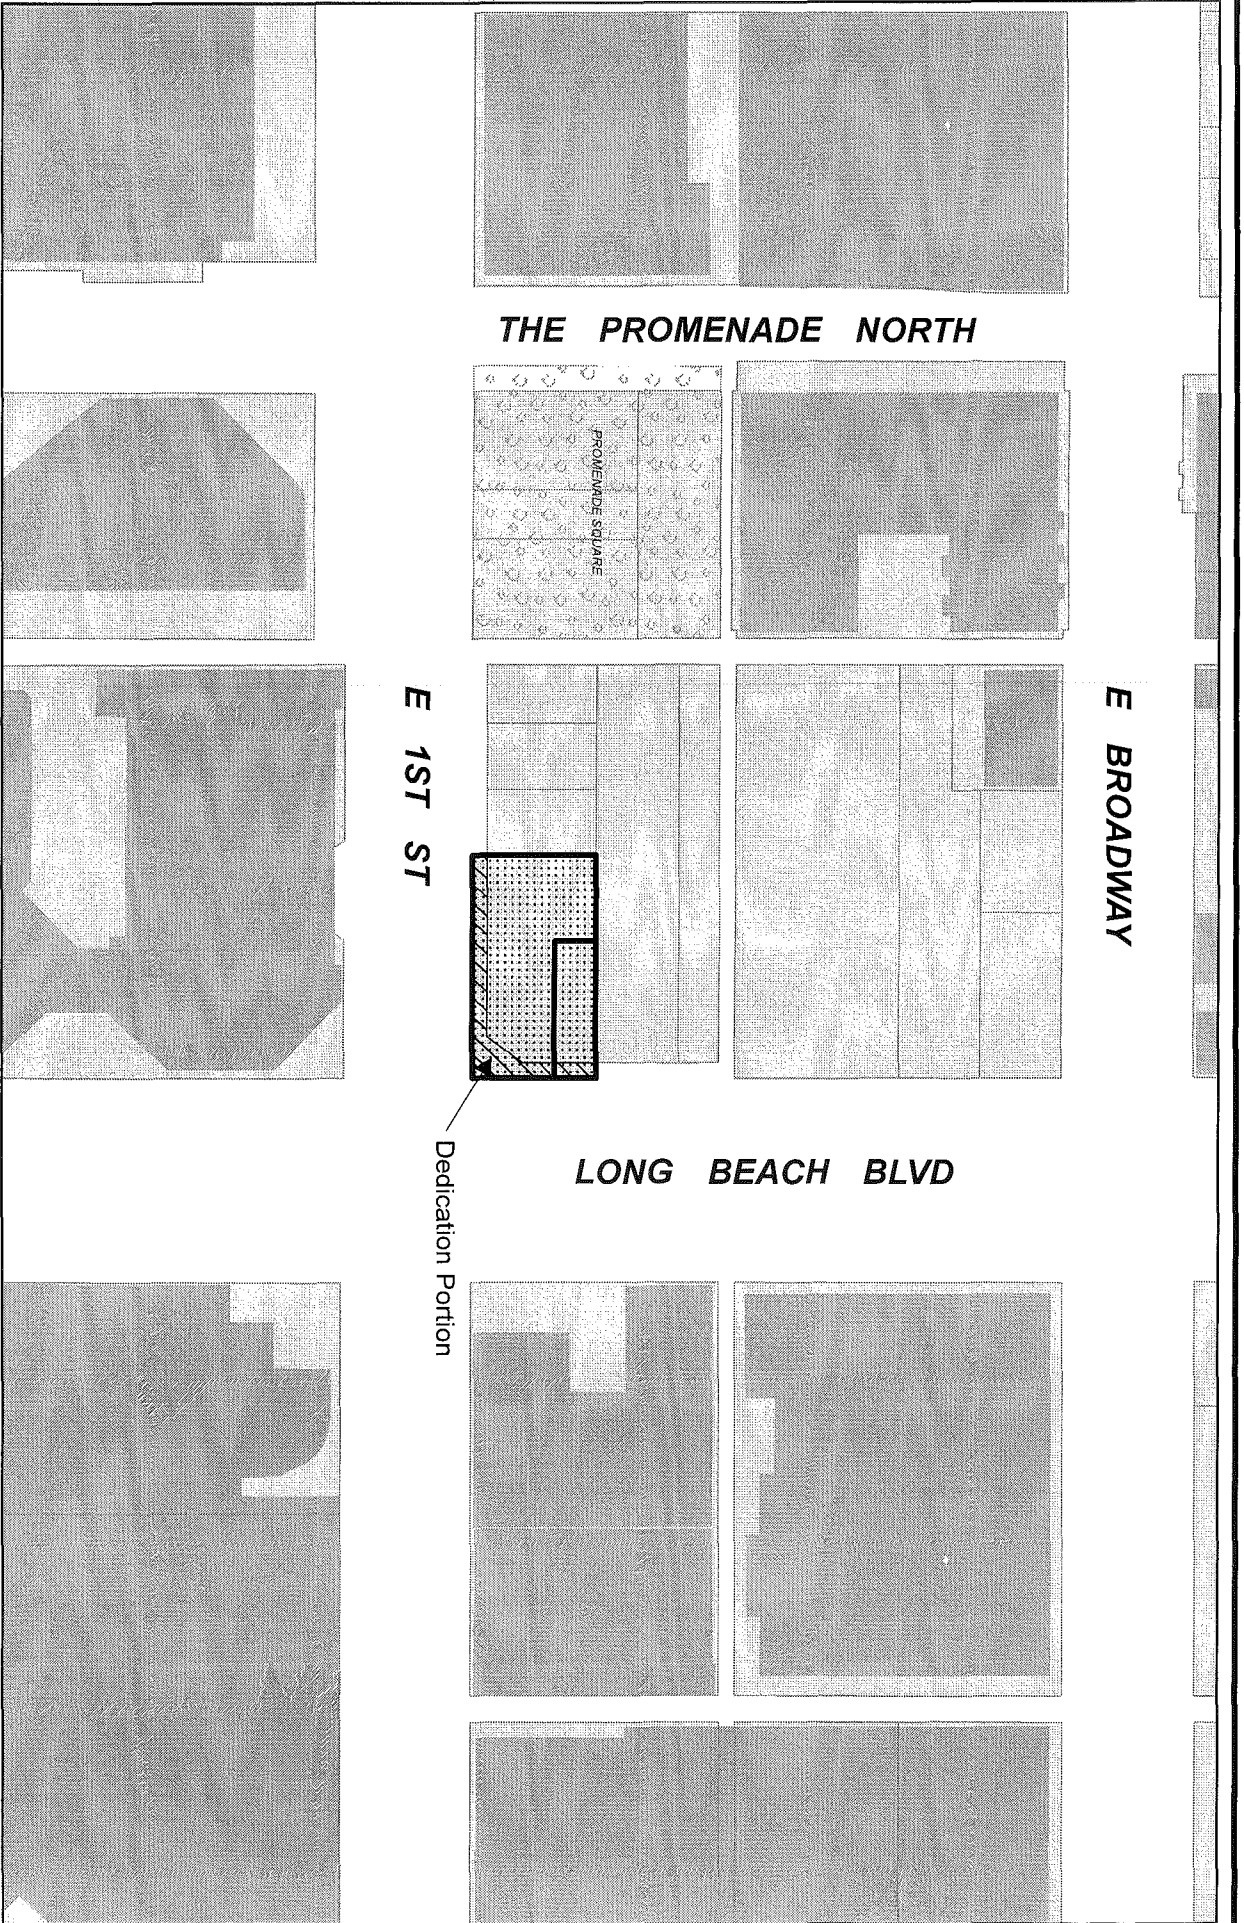 THE PROMENADE NORTH
PROMENADE SQUARE
E 1ST ST
E BROADWAY
LONG BEACH BLVD
Dedication Portion